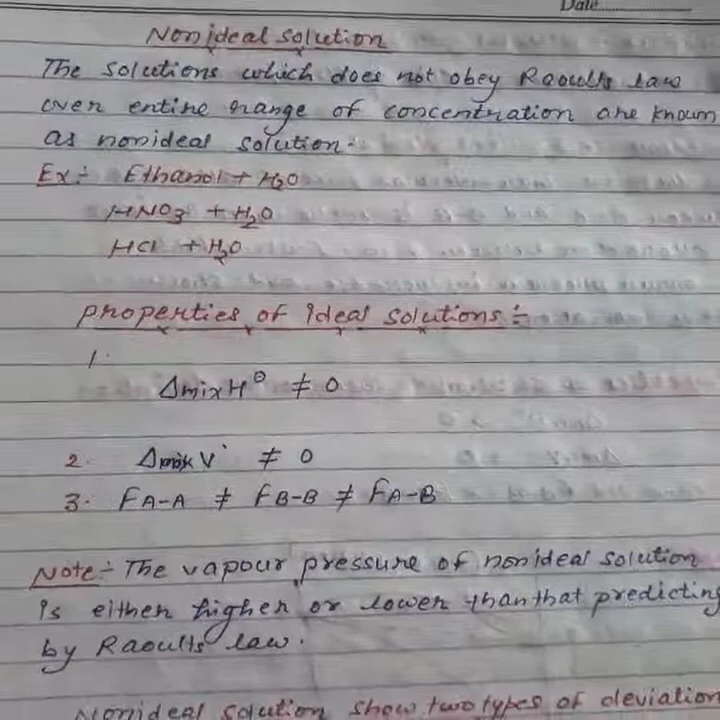 Date
Nonideal solution
The solutions which does not obey Raoults law
over entire range of concentration are known
as nonideal solution.
Ex:- Ethanol + H2O
HNO3 + H2O
HCl + H2O
properties of ideal solutions:-
1.
ΔmixH° ≠ 0
2. ΔmixV ≠ 0
3. FA-A ≠ FB-B ≠ FA-B
Note:- The vapour pressure of nonideal solution
is either higher or lower than that predicting
by Raoults law.
Nonideal solution show two types of deviation